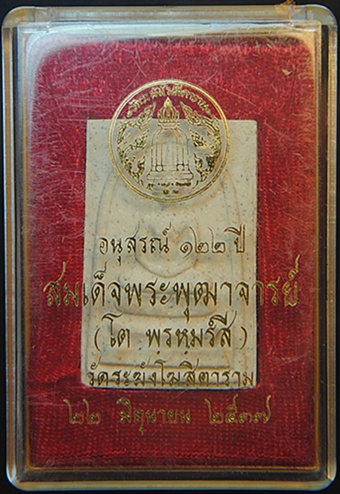 อนุสรณ์ ๑๒๒ ปี
สมเด็จพระพุฒาจารย์
( โต พฺรหฺมรํสี )
วัดระฆังโฆสิตาราม
๒๒ มิถุนายน ๒๕๓๗